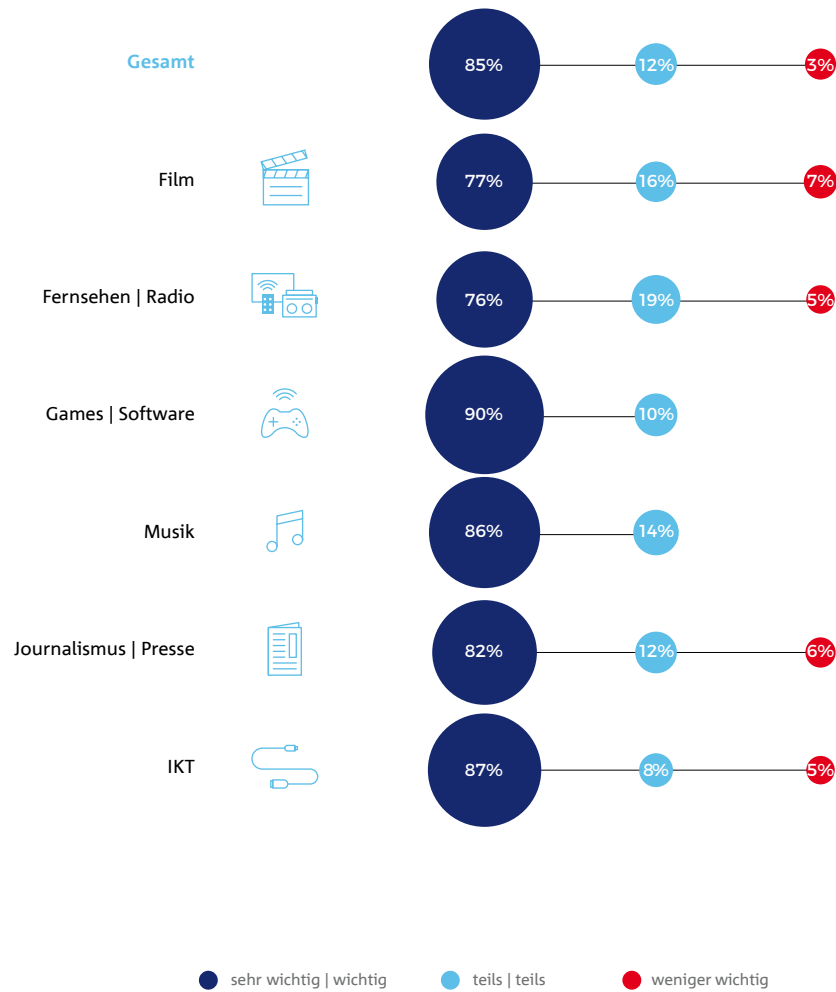 Gesamt 85% 12% 3%
Film 77% 16% 7%
Fernsehen | Radio 76% 19% 5%
Games | Software 90% 10%
Musik 86% 14%
Journalismus | Presse 82% 12% 6%
IKT 87% 8% 5%
sehr wichtig | wichtig teils | teils weniger wichtig